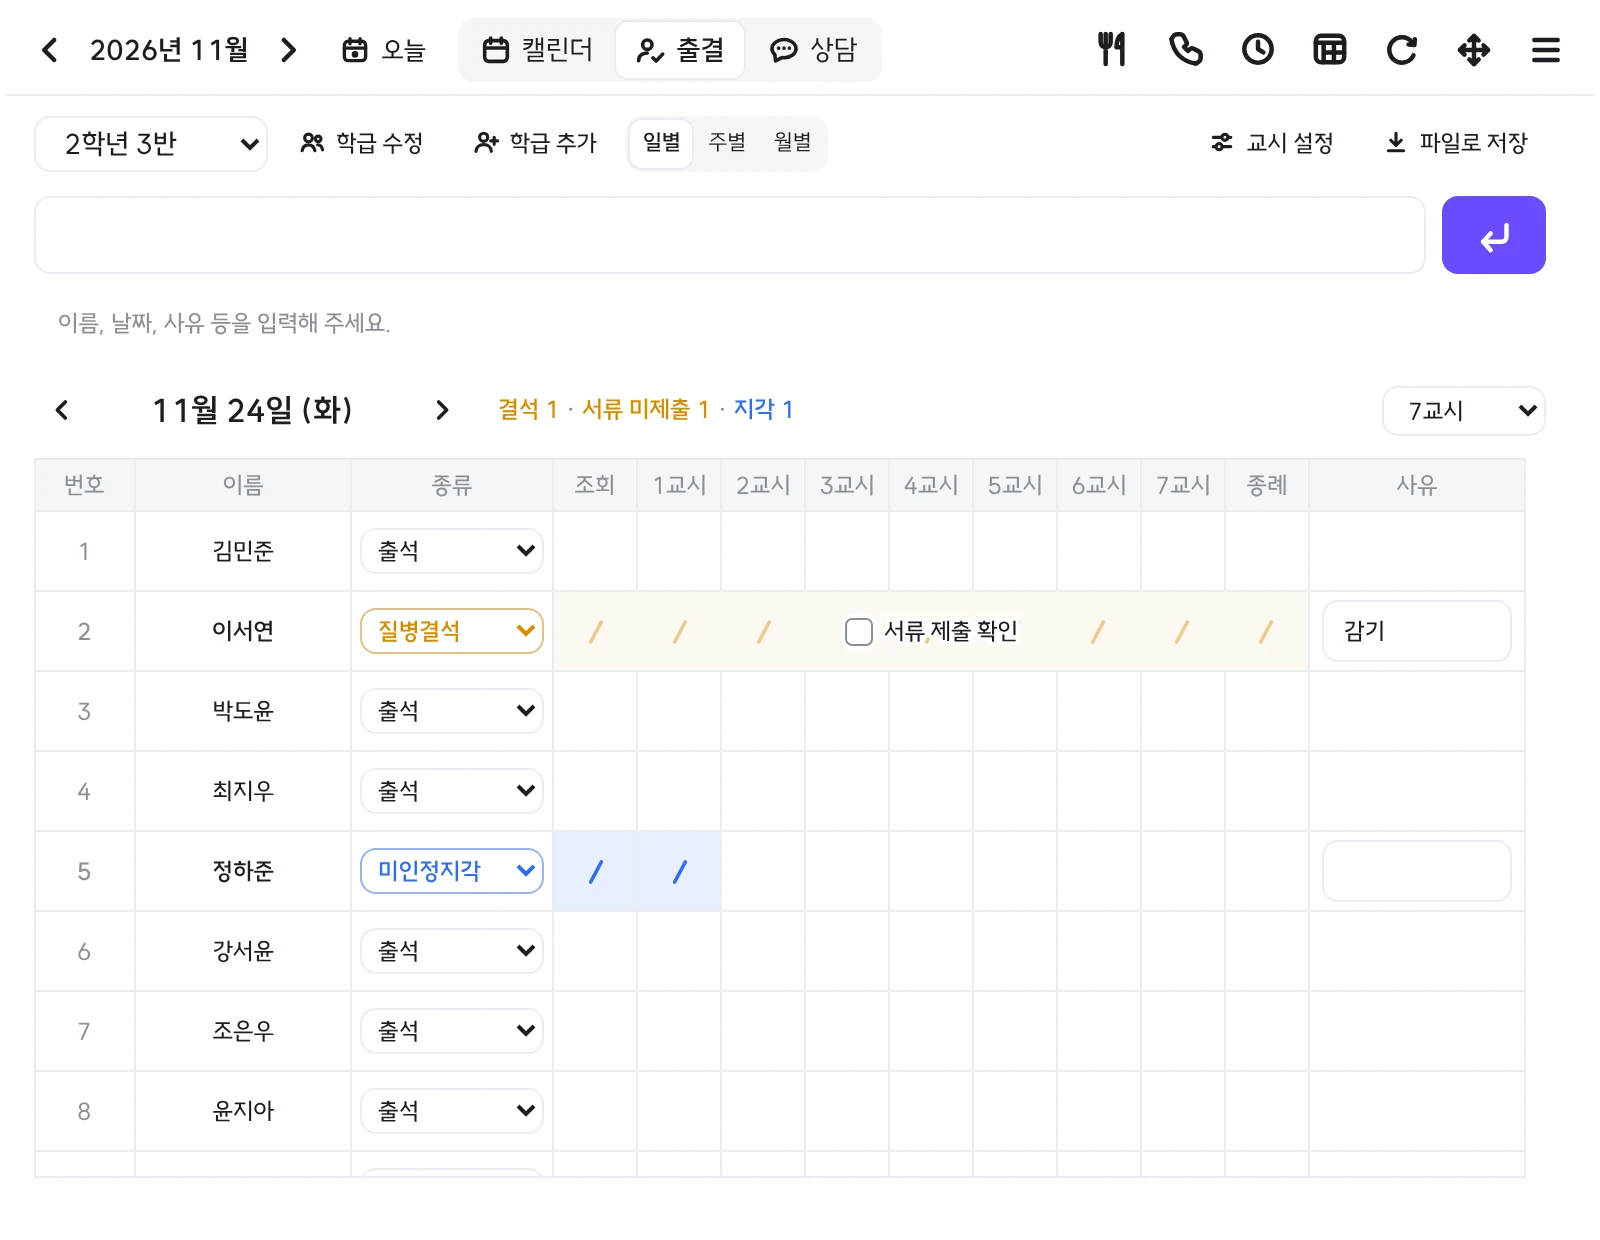 2026년 11월 오늘 캘린더 출결 상담
2학년 3반 학급 수정 학급 추가 일별 주별 월별 교시 설정 파일로 저장
이름, 날짜, 사유 등을 입력해 주세요.
11월 24일 (화) 결석 1 · 서류 미제출 1 · 지각 1 7교시
번호 이름 종류 조회 1교시 2교시 3교시 4교시 5교시 6교시 7교시 종례 사유
1 김민준 출석
2 이서연 질병결석 / / / 서류 제출 확인 / / / 감기
3 박도윤 출석
4 최지우 출석
5 정하준 미인정지각 / /
6 강서윤 출석
7 조은우 출석
8 윤지아 출석